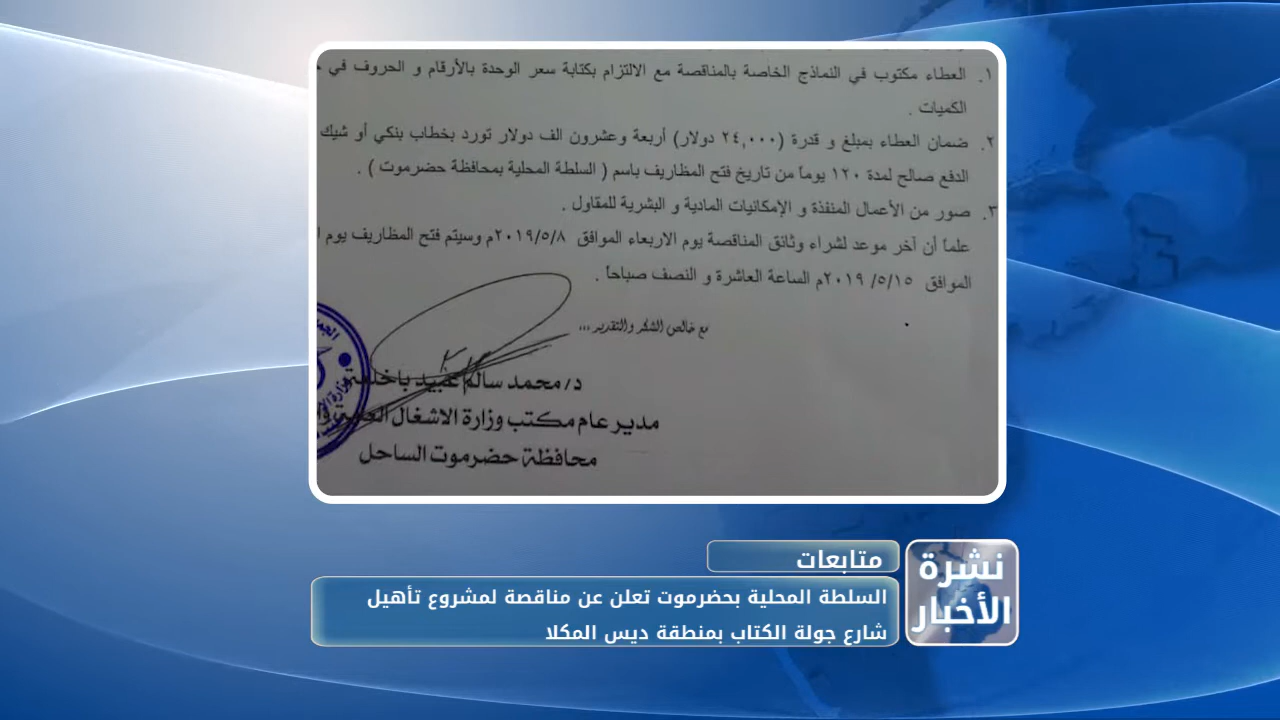 ١. العطاء مكتوب في النماذج الخاصة بالمناقصة مع الالتزام بكتابة سعر الوحدة بالأرقام و الحروف في
الكميات .
٢. ضمان العطاء بمبلغ و قدرة (٢٤,٠٠٠ دولار) أربعة وعشرون الف دولار تورد بخطاب بنكي أو شيك
الدفع صالح لمدة ١٢٠ يوماً من تاريخ فتح المظاريف باسم ( السلطة المحلية بمحافظة حضرموت ) .
٣. صور من الأعمال المنفذة و الإمكانيات المادية و البشرية للمقاول .
علماً أن آخر موعد لشراء وثائق المناقصة يوم الاربعاء الموافق ٢٠١٩/٥/٨م وسيتم فتح المظاريف يوم
الموافق ٢٠١٩ /٥/١٥م الساعة العاشرة و النصف صباحاً .
مع خالص الشكر والتقدير ...
د/ محمد سالم عبيد
مدير عام مكتب وزارة الاشغال
محافظة حضرموت الساحل
نشرة الأخبار
متابعات
السلطة المحلية بحضرموت تعلن عن مناقصة لمشروع تأهيل
شارع جولة الكتاب بمنطقة ديس المكلا